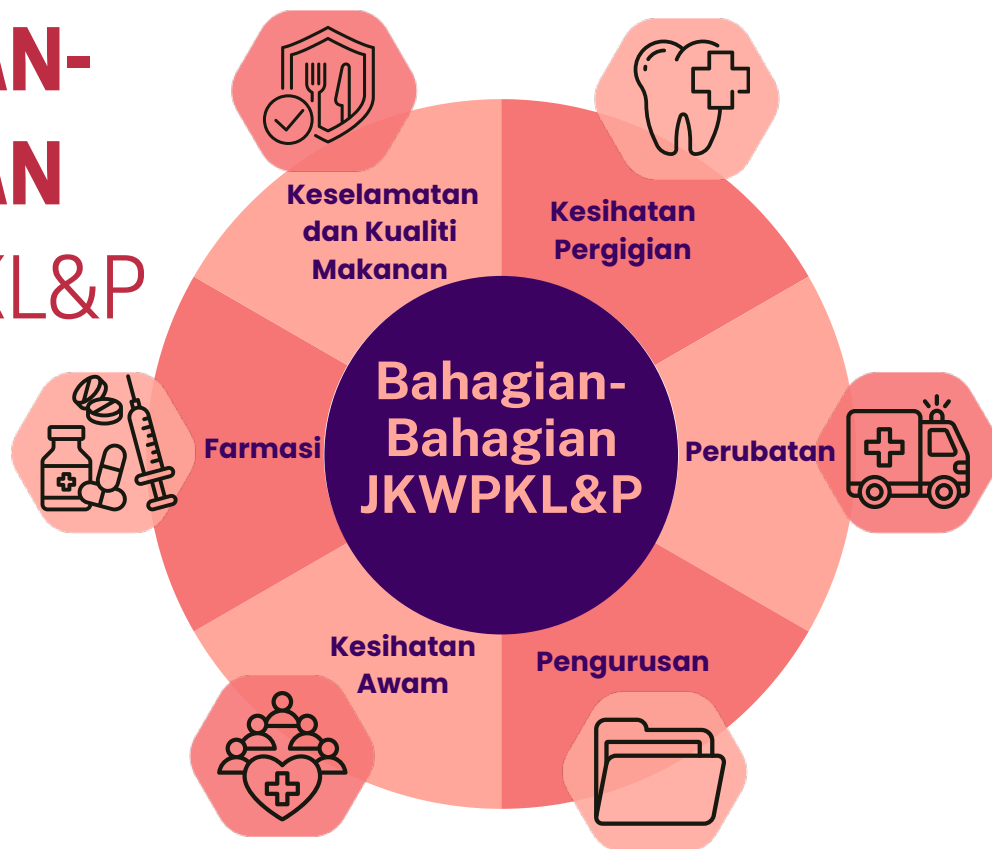 AN-
AN
KL&P
Keselamatan
dan Kualiti
Makanan
Kesihatan
Pergigian
Farmasi
Bahagian-
Bahagian
JKWPKL&P
Perubatan
Kesihatan
Awam
Pengurusan